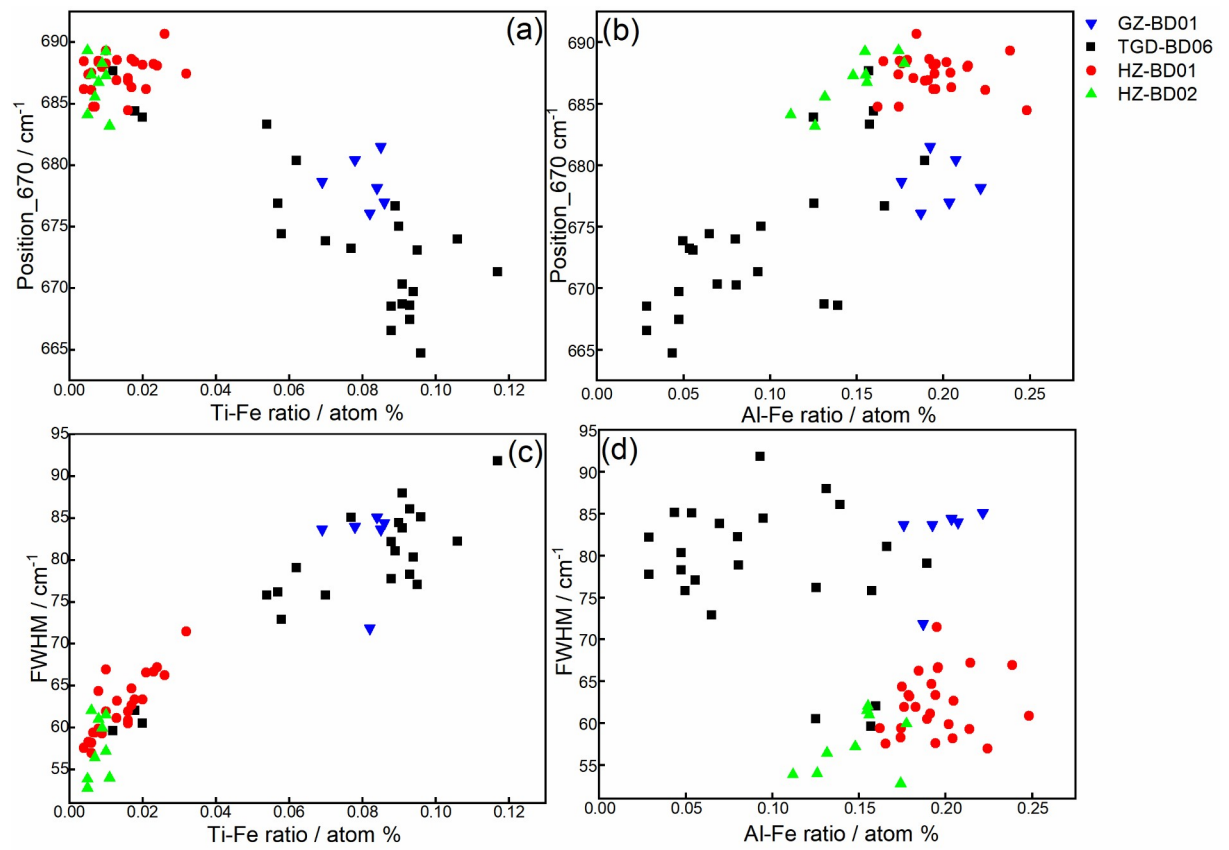 (a)
690
685
680
675
670
665
Position_670 / cm⁻¹
0.00 0.02 0.04 0.06 0.08 0.10 0.12
Ti-Fe ratio / atom %
(b)
690
685
680
675
670
665
Position_670 cm⁻¹
0.00 0.05 0.10 0.15 0.20 0.25
Al-Fe ratio / atom %
GZ-BD01
TGD-BD06
HZ-BD01
HZ-BD02
(c)
95
90
85
80
75
70
65
60
55
FWHM / cm⁻¹
0.00 0.02 0.04 0.06 0.08 0.10 0.12
Ti-Fe ratio / atom %
(d)
95
90
85
80
75
70
65
60
55
FWHM / cm⁻¹
0.00 0.05 0.10 0.15 0.20 0.25
Al-Fe ratio / atom %